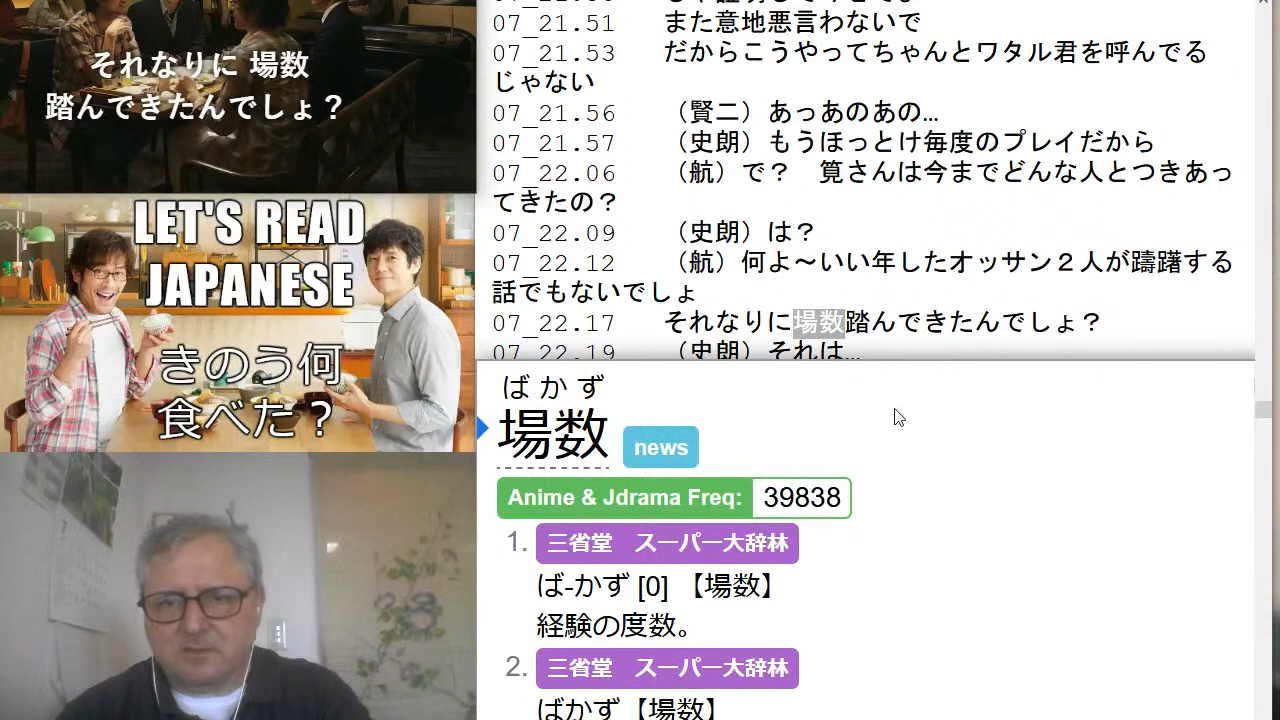 それなりに 場数
踏んできたんでしょ？
LET'S READ
JAPANESE
きのう何
食べた？
07_21.51 また意地悪言わないで
07_21.53 だからこうやってちゃんとワタル君を呼んでる
じゃない
07_21.56 （賢二）あっあのあの…
07_21.57 （史朗）もうほっとけ毎度のプレイだから
07_22.06 （航）で？　筧さんは今までどんな人とつきあっ
てきたの？
07_22.09 （史朗）は？
07_22.12 （航）何よ～いい年したオッサン２人が躊躇する
話でもないでしょ
07_22.17 それなりに場数踏んできたんでしょ？
07_22.19 （史朗）それは…
ばかず
場数 news
Anime & Jdrama Freq: 39838
1. 三省堂　スーパー大辞林
ば-かず [0] 【場数】
経験の度数。
2. 三省堂　スーパー大辞林
ばかず【場数】